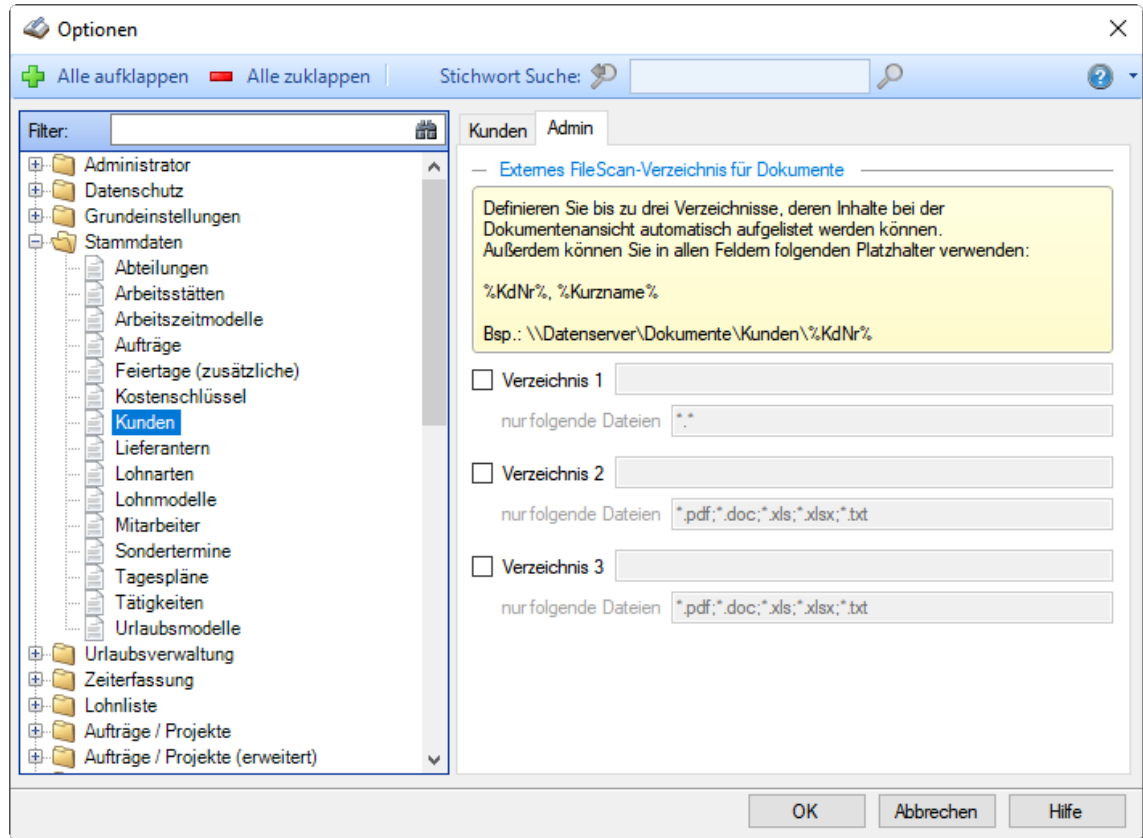 Optionen
Alle aufklappen Alle zuklappen Stichwort Suche:
Filter:
Administrator
Datenschutz
Grundeinstellungen
Stammdaten
Abteilungen
Arbeitsstätten
Arbeitszeitmodelle
Aufträge
Feiertage (zusätzliche)
Kostenschlüssel
Kunden
Lieferantern
Lohnarten
Lohnmodelle
Mitarbeiter
Sondertermine
Tagespläne
Tätigkeiten
Urlaubsmodelle
Urlaubsverwaltung
Zeiterfassung
Lohnliste
Aufträge / Projekte
Aufträge / Projekte (erweitert)
Kunden Admin
Externes FileScan-Verzeichnis für Dokumente
Definieren Sie bis zu drei Verzeichnisse, deren Inhalte bei der
Dokumentenansicht automatisch aufgelistet werden können.
Außerdem können Sie in allen Feldern folgenden Platzhalter verwenden:
%KdNr%, %Kurzname%
Bsp.: \\Datenserver\Dokumente\Kunden\%KdNr%
Verzeichnis 1
nur folgende Dateien *.*
Verzeichnis 2
nur folgende Dateien *.pdf;*.doc;*.xls;*.xlsx;*.txt
Verzeichnis 3
nur folgende Dateien *.pdf;*.doc;*.xls;*.xlsx;*.txt
OK Abbrechen Hilfe